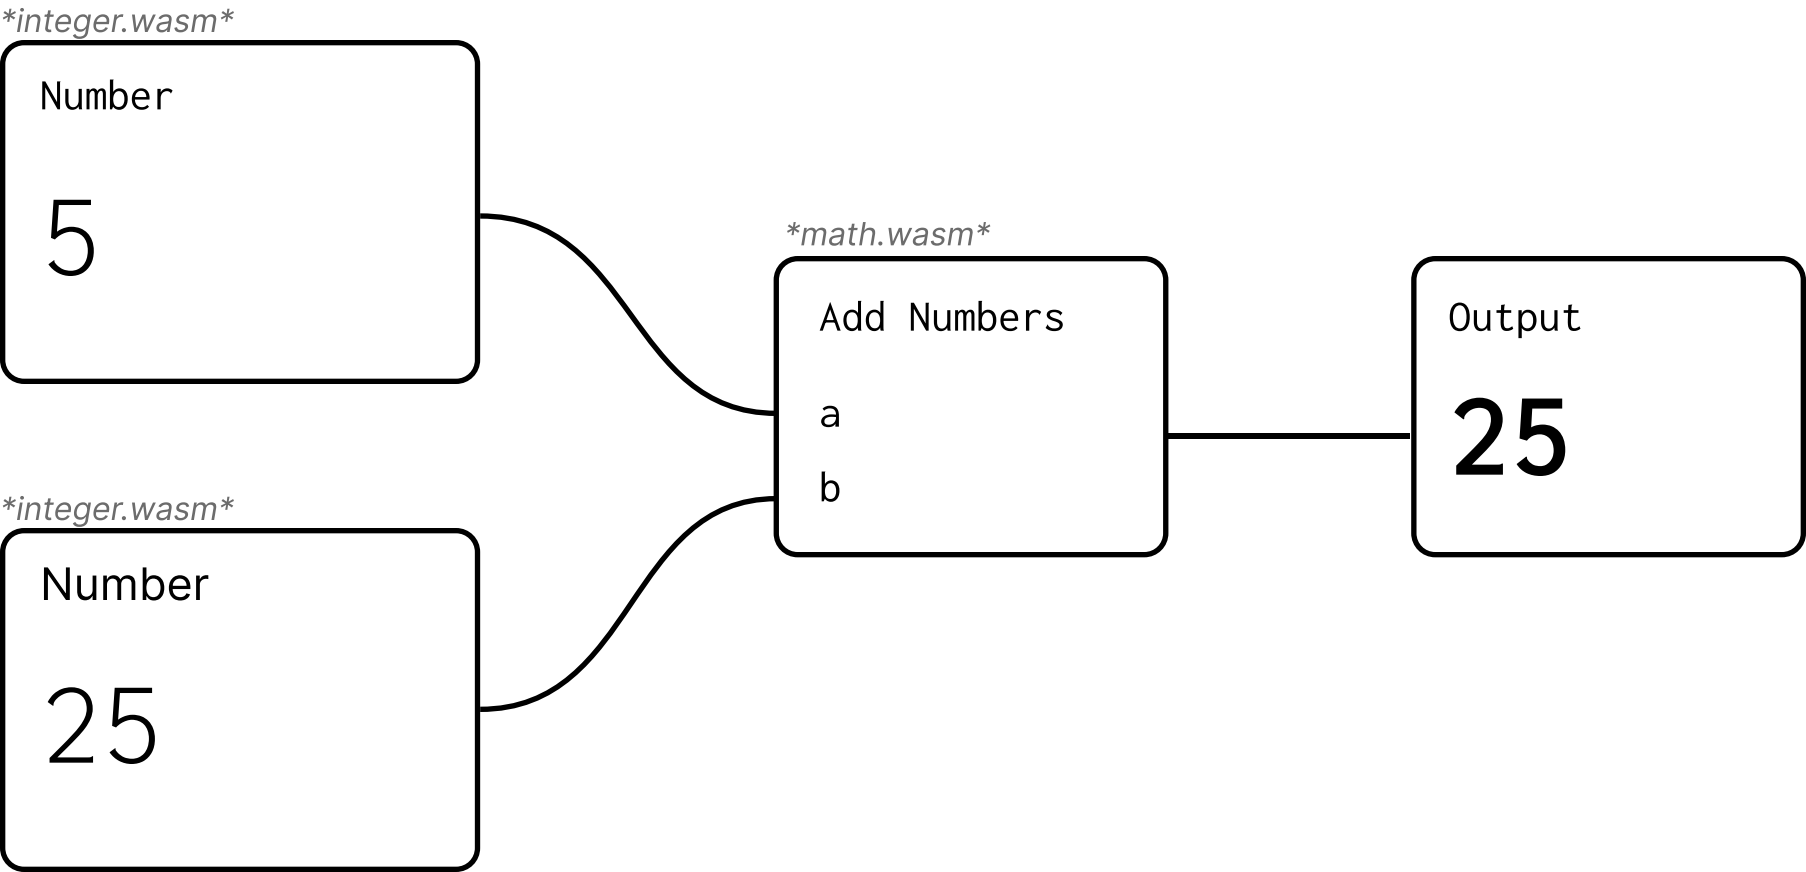 *integer.wasm*
Number
5
*integer.wasm*
Number
25
*math.wasm*
Add Numbers
a
b
Output
25